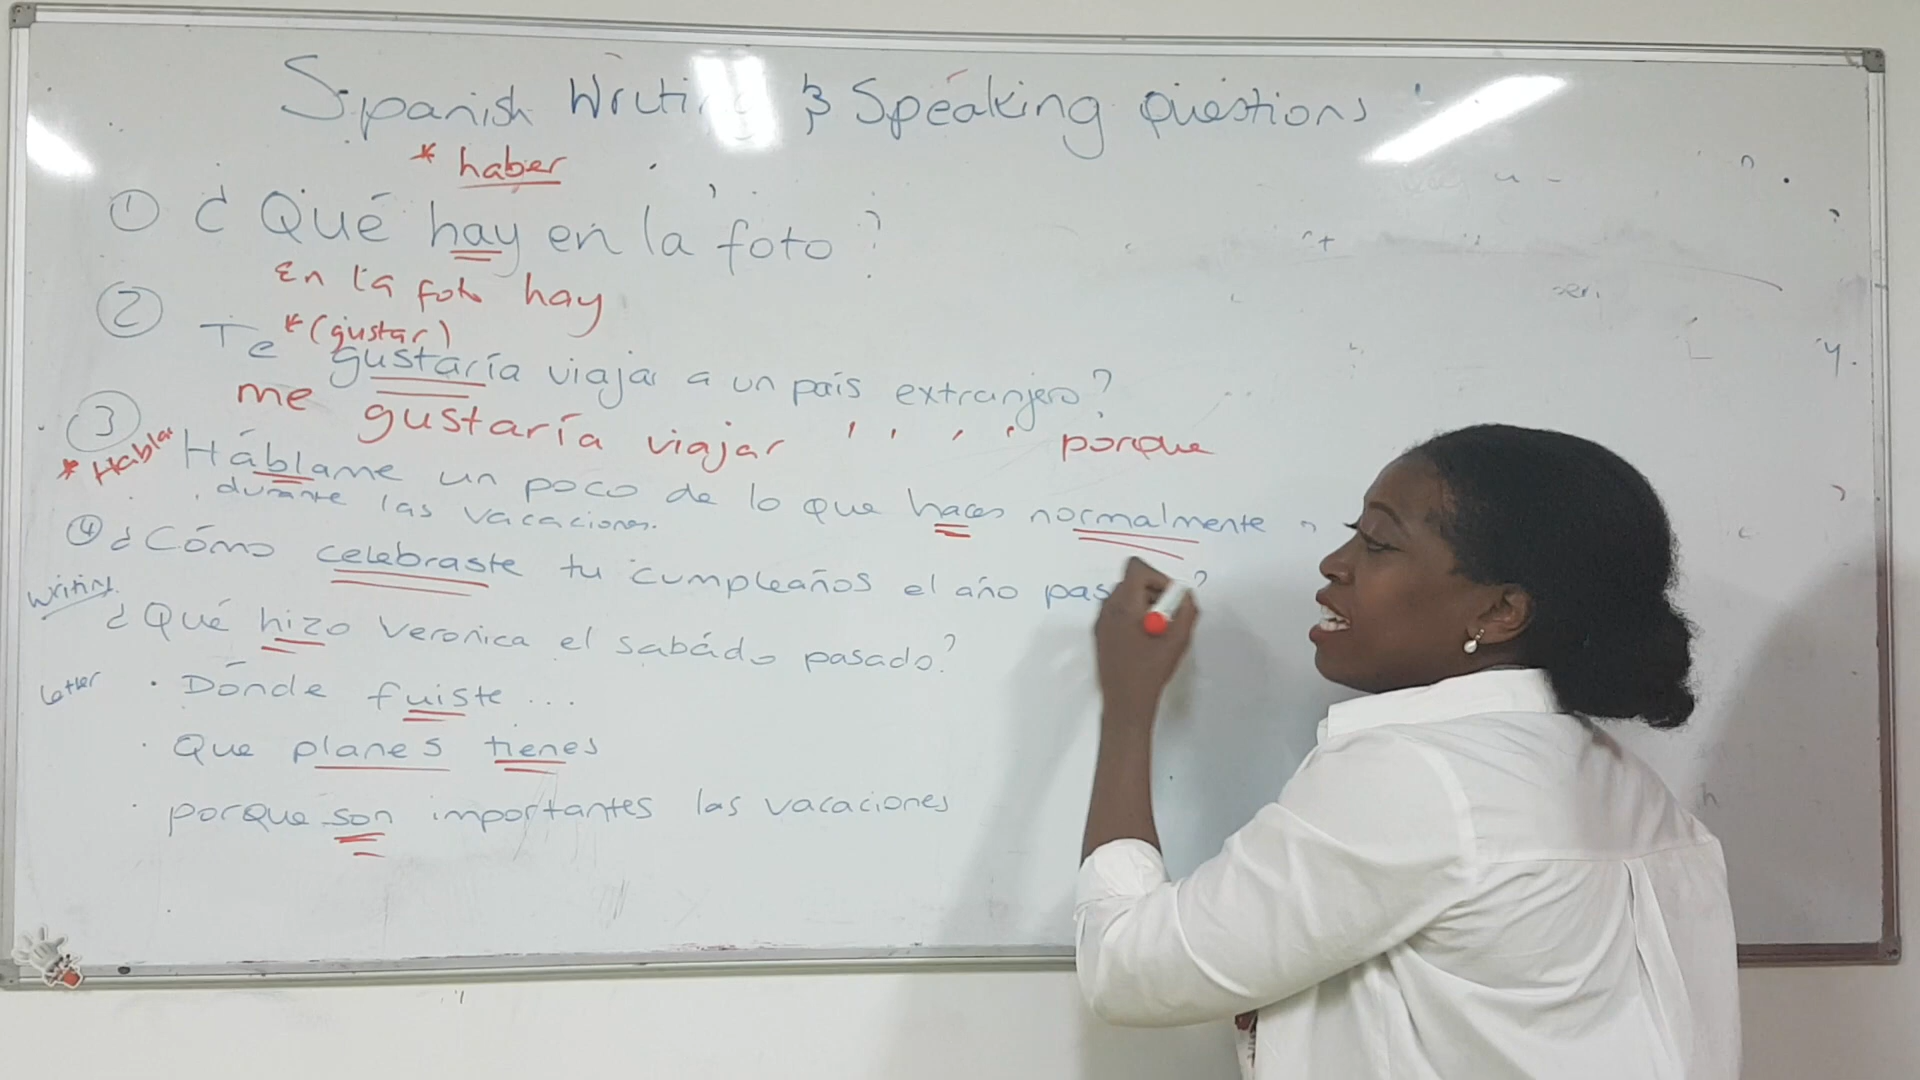 Spanish Writing & Speaking Questions
* haber
① ¿Qué hay en la foto?
En la foto hay
② Te gustaría viajar a un país extranjero?
*(gustar)
me gustaría viajar " " porque
③ Háblame un poco de lo que haces normalmente
* Hablar
durante las vacaciones.
④ ¿Cómo celebraste tu cumpleaños el año pas ?
Writing
¿Qué hizo Veronica el sabádo pasado?
Letter
· Dónde fuiste ...
· Que planes tienes
· porque son importantes las vacaciones